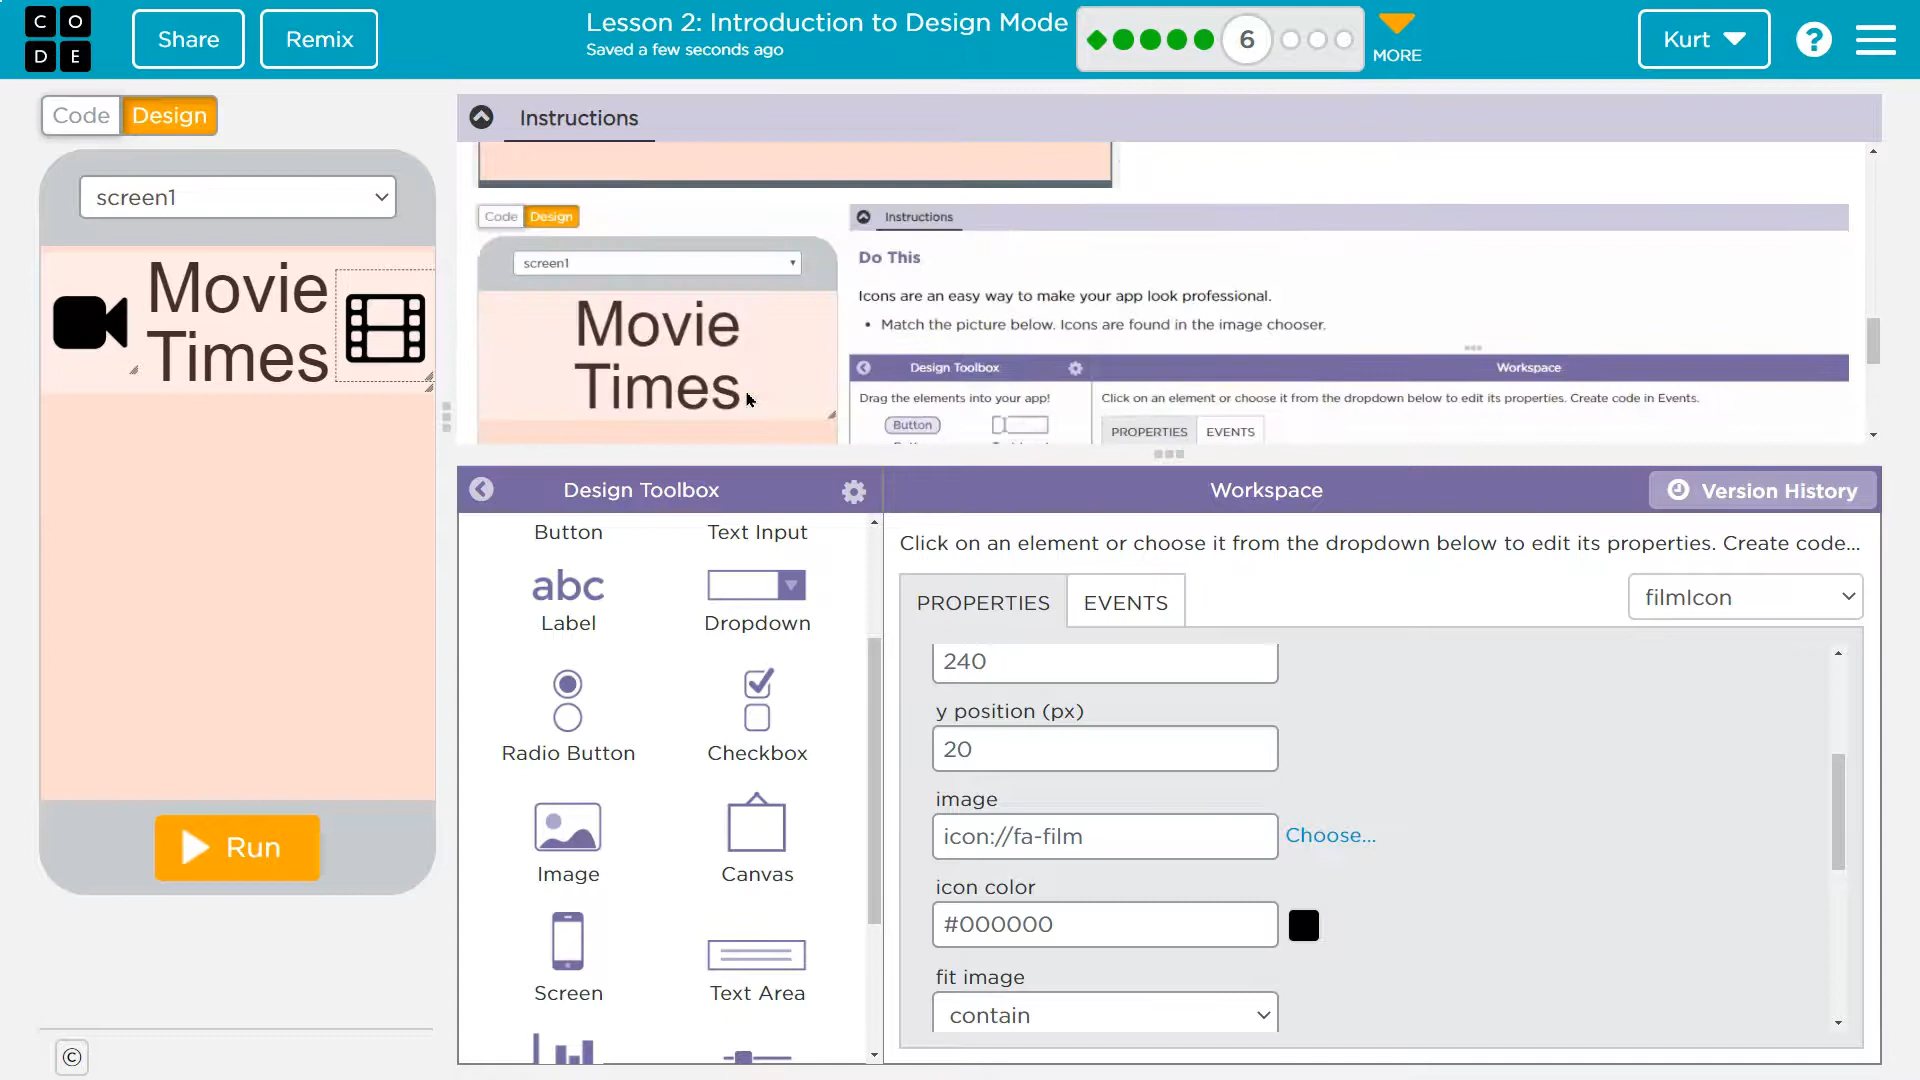 C O
D E
Share
Remix
Lesson 2: Introduction to Design Mode
Saved a few seconds ago
6
MORE
Kurt
?
Code
Design
screen1
Movie
Times
Run
©
Instructions
Code
Design
screen1
Movie
Times
Instructions
Do This
Icons are an easy way to make your app look professional.
• Match the picture below. Icons are found in the image chooser.
Design Toolbox
Workspace
Drag the elements into your app!
Click on an element or choose it from the dropdown below to edit its properties. Create code in Events.
Button
PROPERTIES
EVENTS
Design Toolbox
Workspace
Version History
Button
Text Input
abc
Label
Dropdown
Radio Button
Checkbox
Image
Canvas
Screen
Text Area
Click on an element or choose it from the dropdown below to edit its properties. Create code...
PROPERTIES
EVENTS
filmIcon
240
y position (px)
20
image
icon://fa-film
Choose...
icon color
#000000
fit image
contain